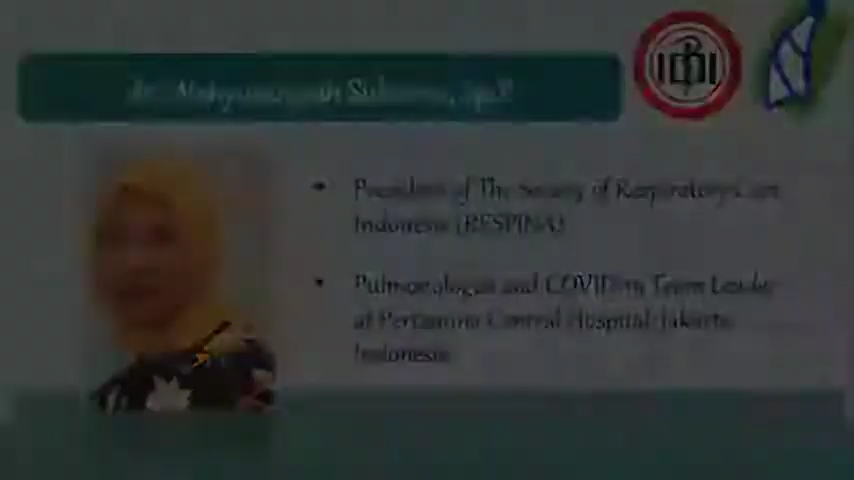 President of The Society of Respiratory Care
Indonesia (RESPINA)
Pulmonologist and COVID-19 Team Leader
at Pertamina Central Hospital Jakarta
Indonesia